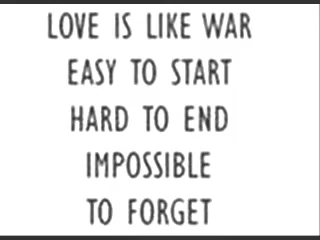 LOVE IS LIKE WAR
EASY TO START
HARD TO END
IMPOSSIBLE
TO FORGET